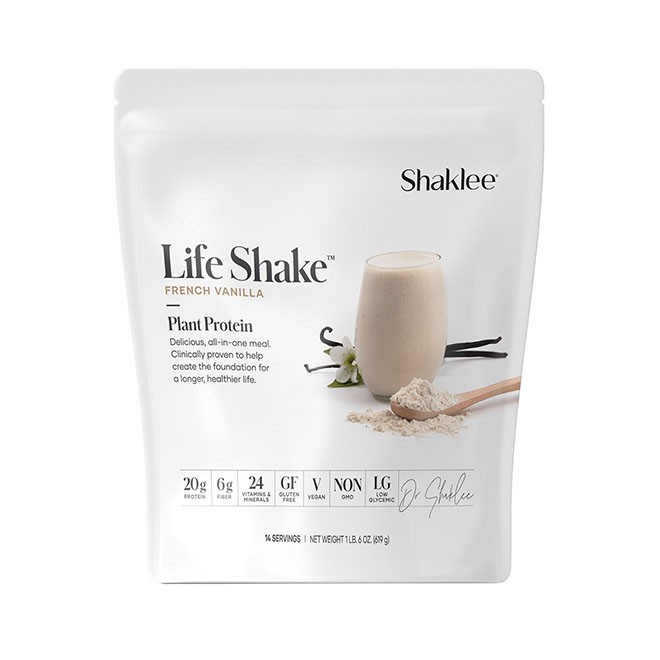 Shaklee®
Life Shake™
FRENCH VANILLA
Plant Protein
Delicious, all-in-one meal.
Clinically proven to help
create the foundation for
a longer, healthier life.
20g PROTEIN
6g FIBER
24 VITAMINS & MINERALS
GF GLUTEN FREE
V VEGAN
NON GMO
LG LOW GLYCEMIC
Dr Shaklee
14 SERVINGS | NET WEIGHT 1 LB. 6 OZ. (619 g)